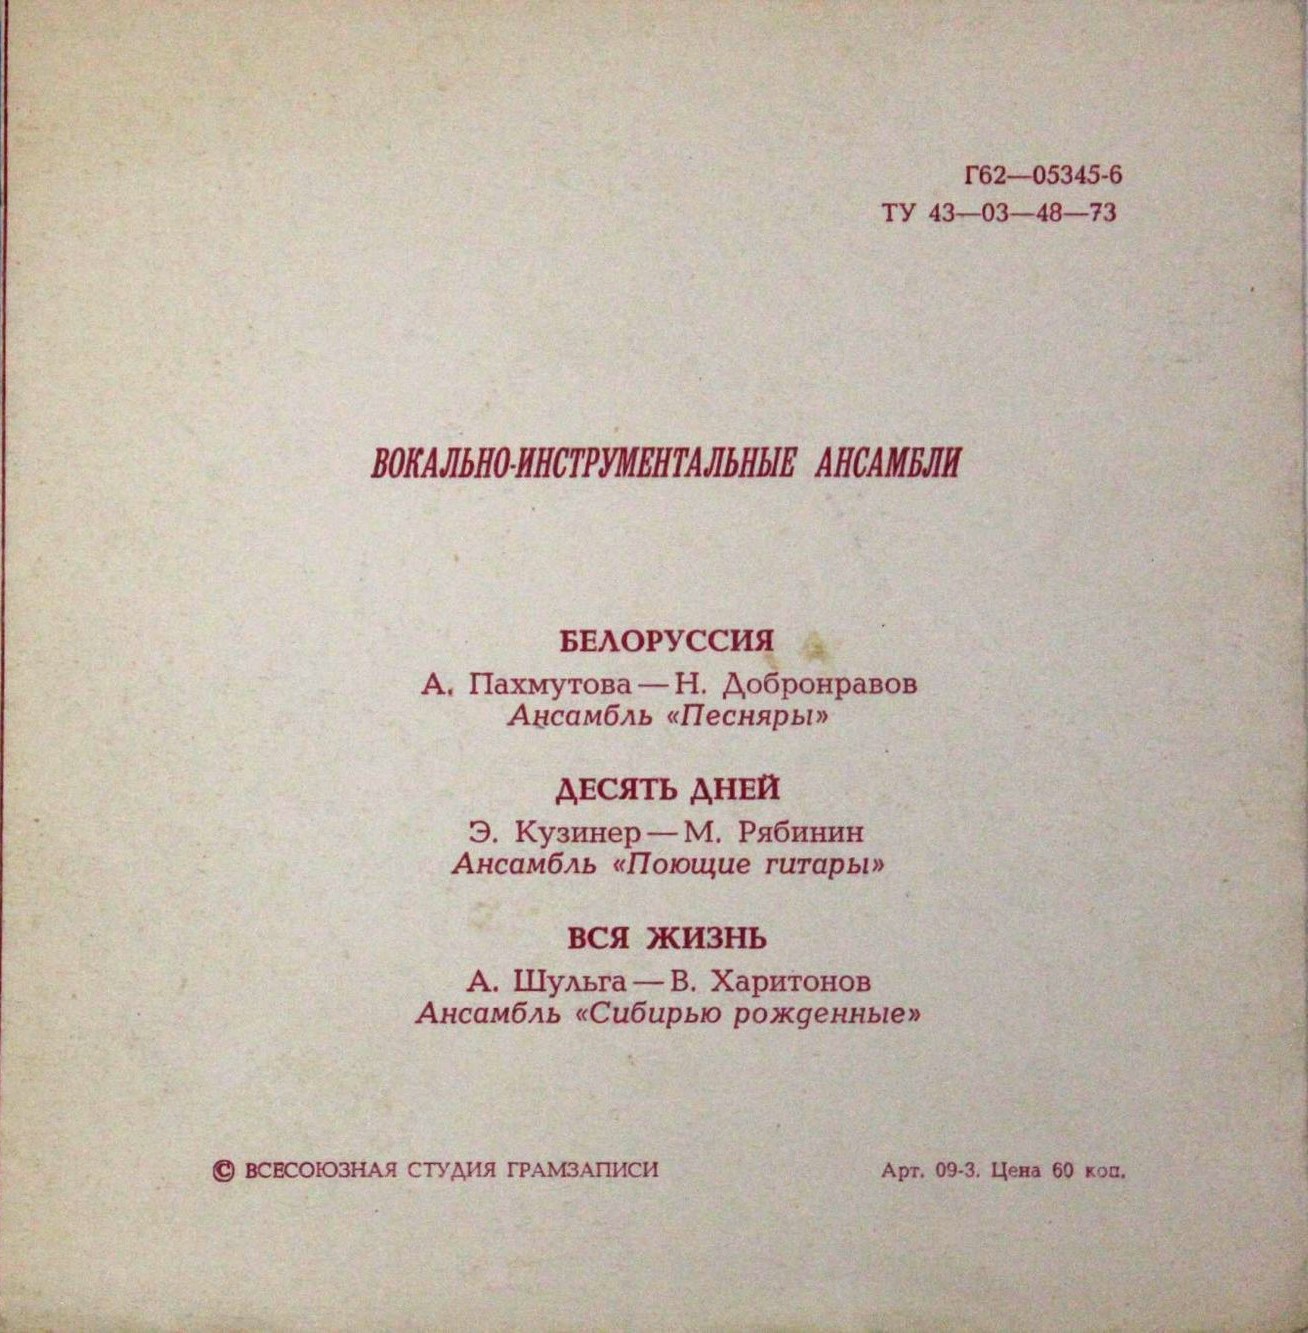 Г62—05345-6
ТУ 43—03—48—73
ВОКАЛЬНО-ИНСТРУМЕНТАЛЬНЫЕ АНСАМБЛИ
БЕЛОРУССИЯ
А. Пахмутова — Н. Добронравов
Ансамбль «Песняры»
ДЕСЯТЬ ДНЕЙ
Э. Кузинер — М. Рябинин
Ансамбль «Поющие гитары»
ВСЯ ЖИЗНЬ
А. Шульга — В. Харитонов
Ансамбль «Сибирью рожденные»
© ВСЕСОЮЗНАЯ СТУДИЯ ГРАМЗАПИСИ
Арт. 09-3. Цена 60 коп.